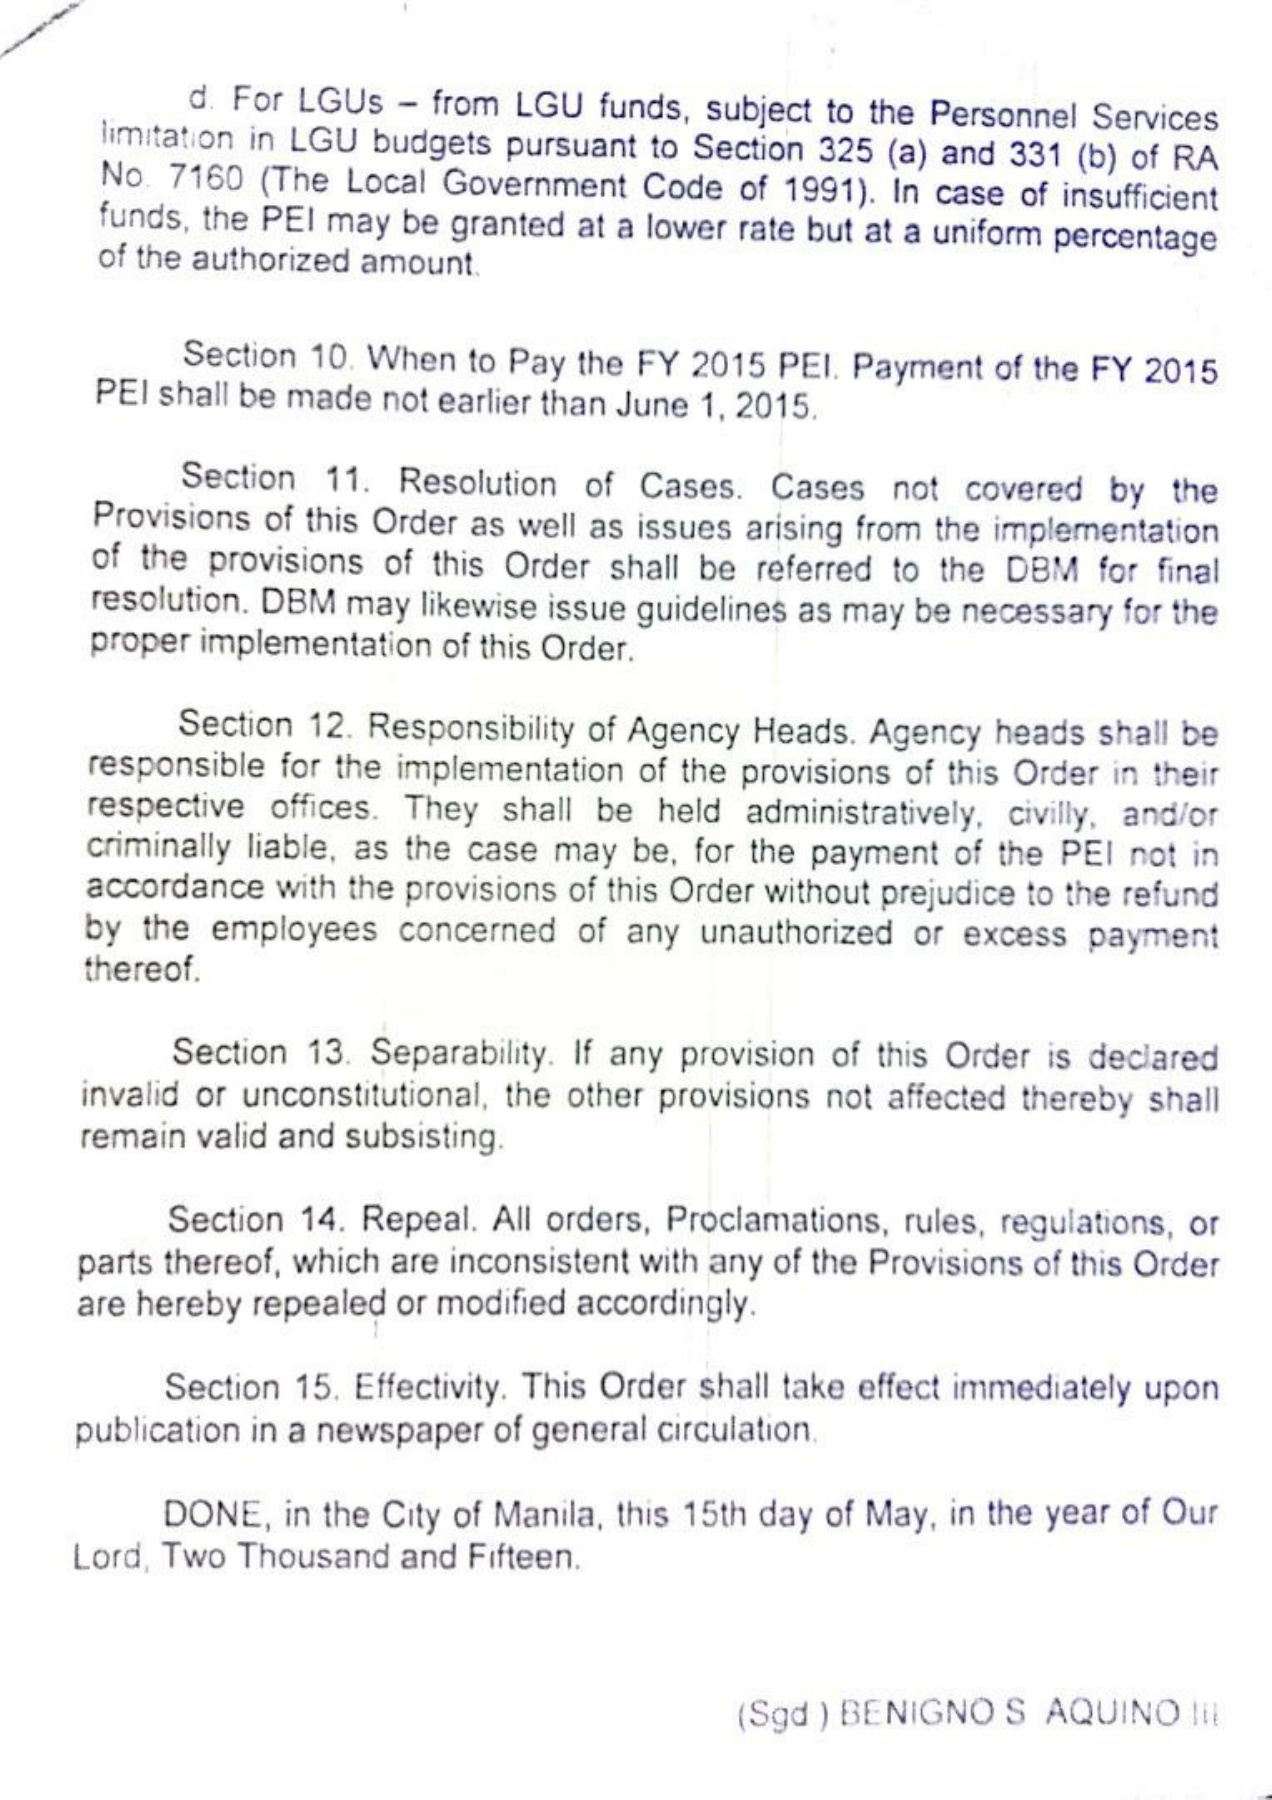 d. For LGUs – from LGU funds, subject to the Personnel Services
limitation in LGU budgets pursuant to Section 325 (a) and 331 (b) of RA
No. 7160 (The Local Government Code of 1991). In case of insufficient
funds, the PEI may be granted at a lower rate but at a uniform percentage
of the authorized amount.
Section 10. When to Pay the FY 2015 PEI. Payment of the FY 2015
PEI shall be made not earlier than June 1, 2015.
Section 11. Resolution of Cases. Cases not covered by the
Provisions of this Order as well as issues arising from the implementation
of the provisions of this Order shall be referred to the DBM for final
resolution. DBM may likewise issue guidelines as may be necessary for the
proper implementation of this Order.
Section 12. Responsibility of Agency Heads. Agency heads shall be
responsible for the implementation of the provisions of this Order in their
respective offices. They shall be held administratively, civilly, and/or
criminally liable, as the case may be, for the payment of the PEI not in
accordance with the provisions of this Order without prejudice to the refund
by the employees concerned of any unauthorized or excess payment
thereof.
Section 13. Separability. If any provision of this Order is declared
invalid or unconstitutional, the other provisions not affected thereby shall
remain valid and subsisting.
Section 14. Repeal. All orders, Proclamations, rules, regulations, or
parts thereof, which are inconsistent with any of the Provisions of this Order
are hereby repealed or modified accordingly.
Section 15. Effectivity. This Order shall take effect immediately upon
publication in a newspaper of general circulation.
DONE, in the City of Manila, this 15th day of May, in the year of Our
Lord, Two Thousand and Fifteen.
(Sgd ) BENIGNO S AQUINO III